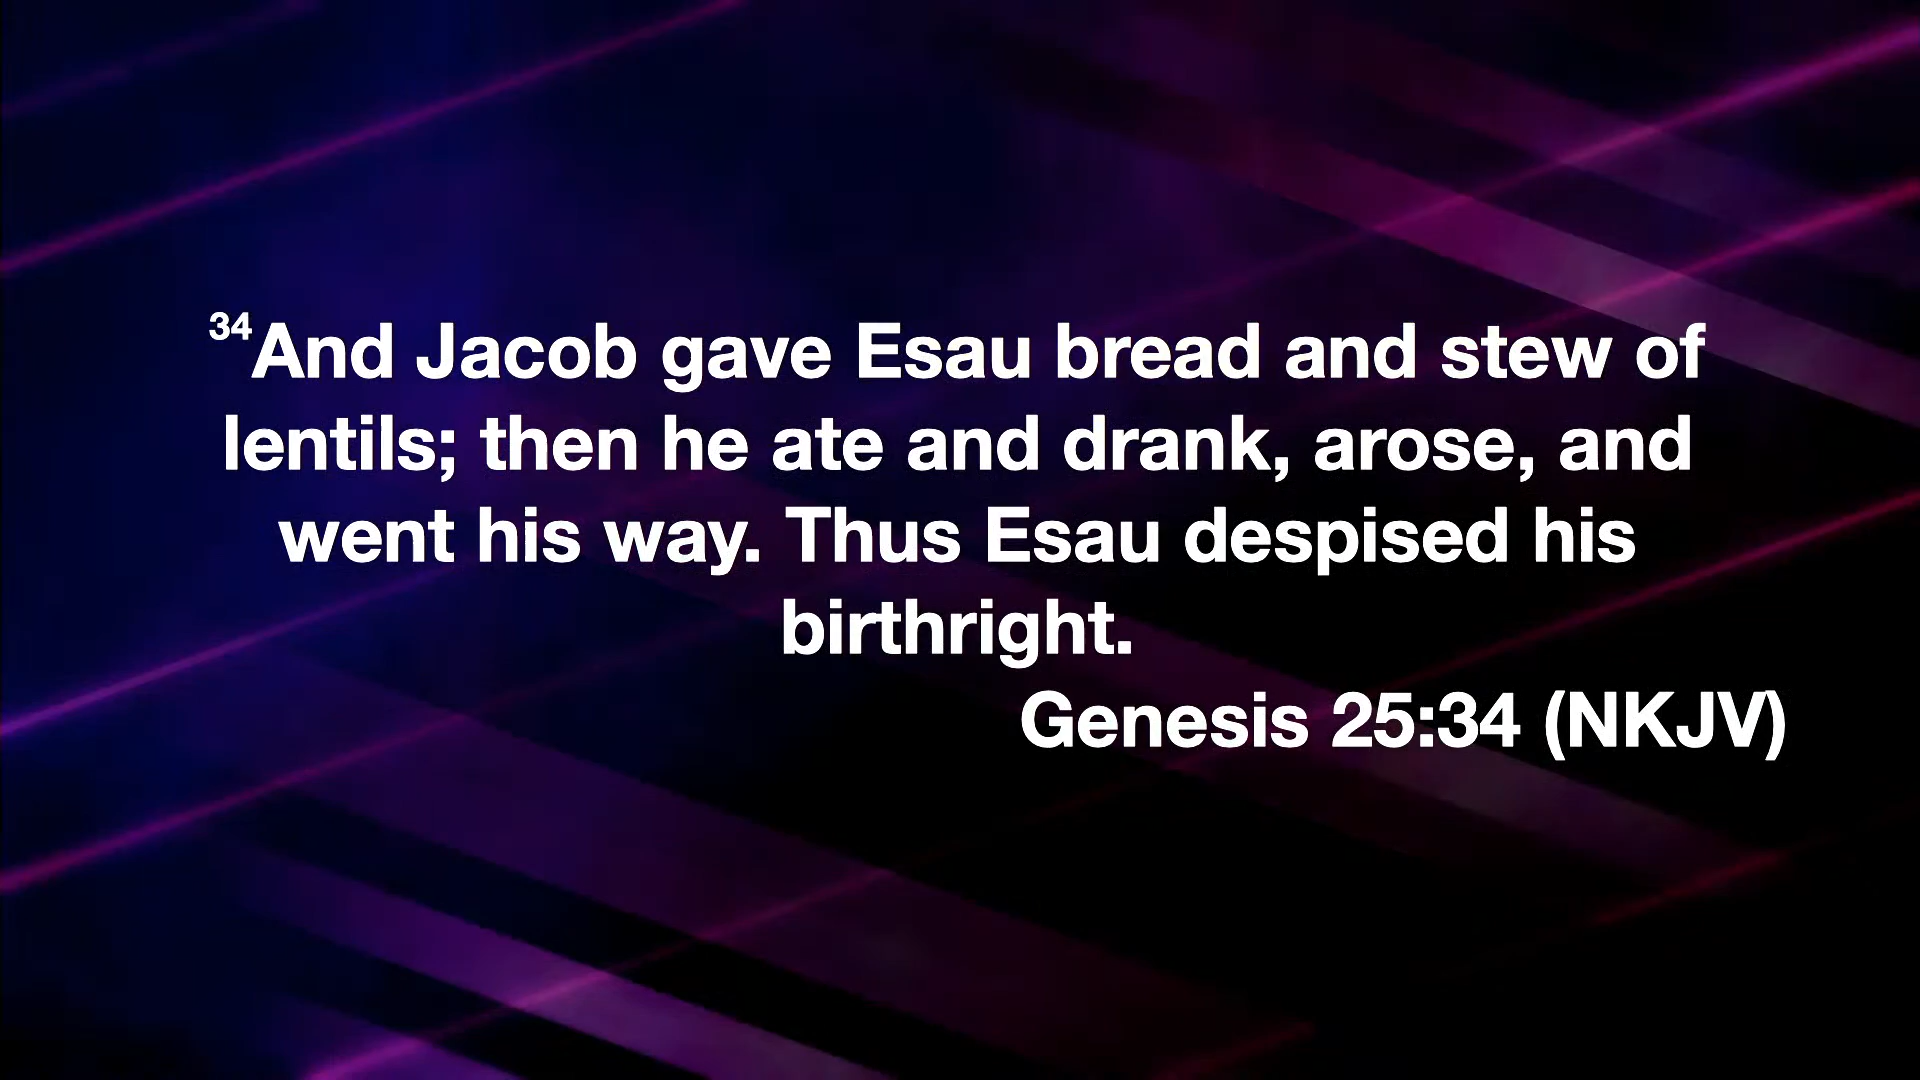 34And Jacob gave Esau bread and stew of
lentils; then he ate and drank, arose, and
went his way. Thus Esau despised his
birthright.
Genesis 25:34 (NKJV)